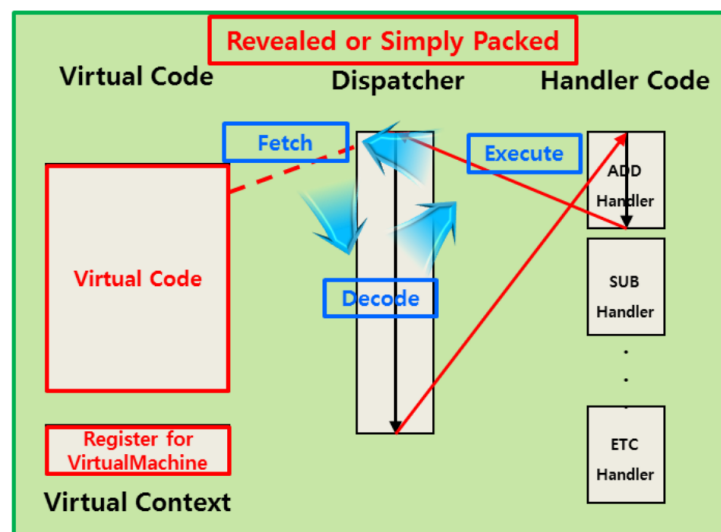 Revealed or Simply Packed
Virtual Code
Dispatcher
Handler Code
Fetch
Execute
ADD
Handler
Virtual Code
Decode
SUB
Handler
Register for
VirtualMachine
ETC
Handler
Virtual Context